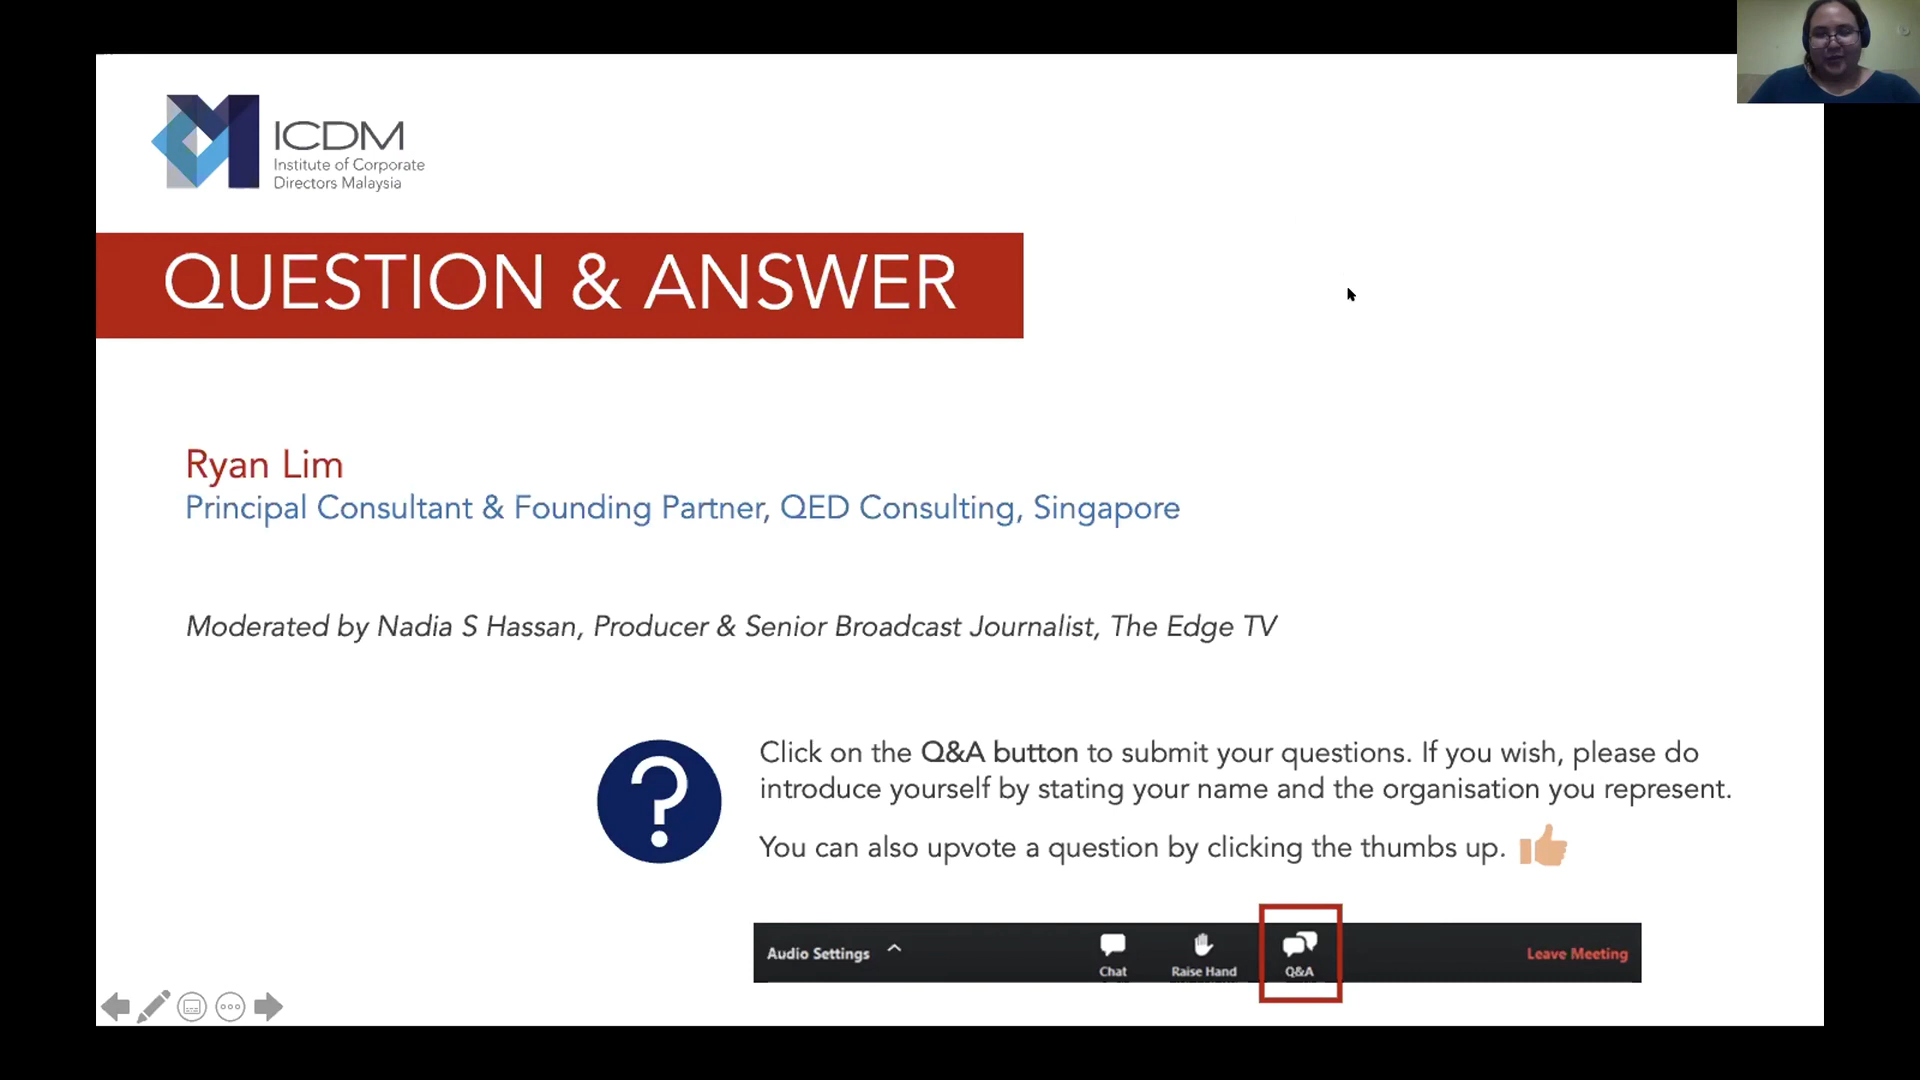 ICDM
Institute of Corporate
Directors Malaysia
QUESTION & ANSWER
Ryan Lim
Principal Consultant & Founding Partner, QED Consulting, Singapore
Moderated by Nadia S Hassan, Producer & Senior Broadcast Journalist, The Edge TV
Click on the Q&A button to submit your questions. If you wish, please do
introduce yourself by stating your name and the organisation you represent.
You can also upvote a question by clicking the thumbs up.
Audio Settings
Chat
Raise Hand
Q&A
Leave Meeting